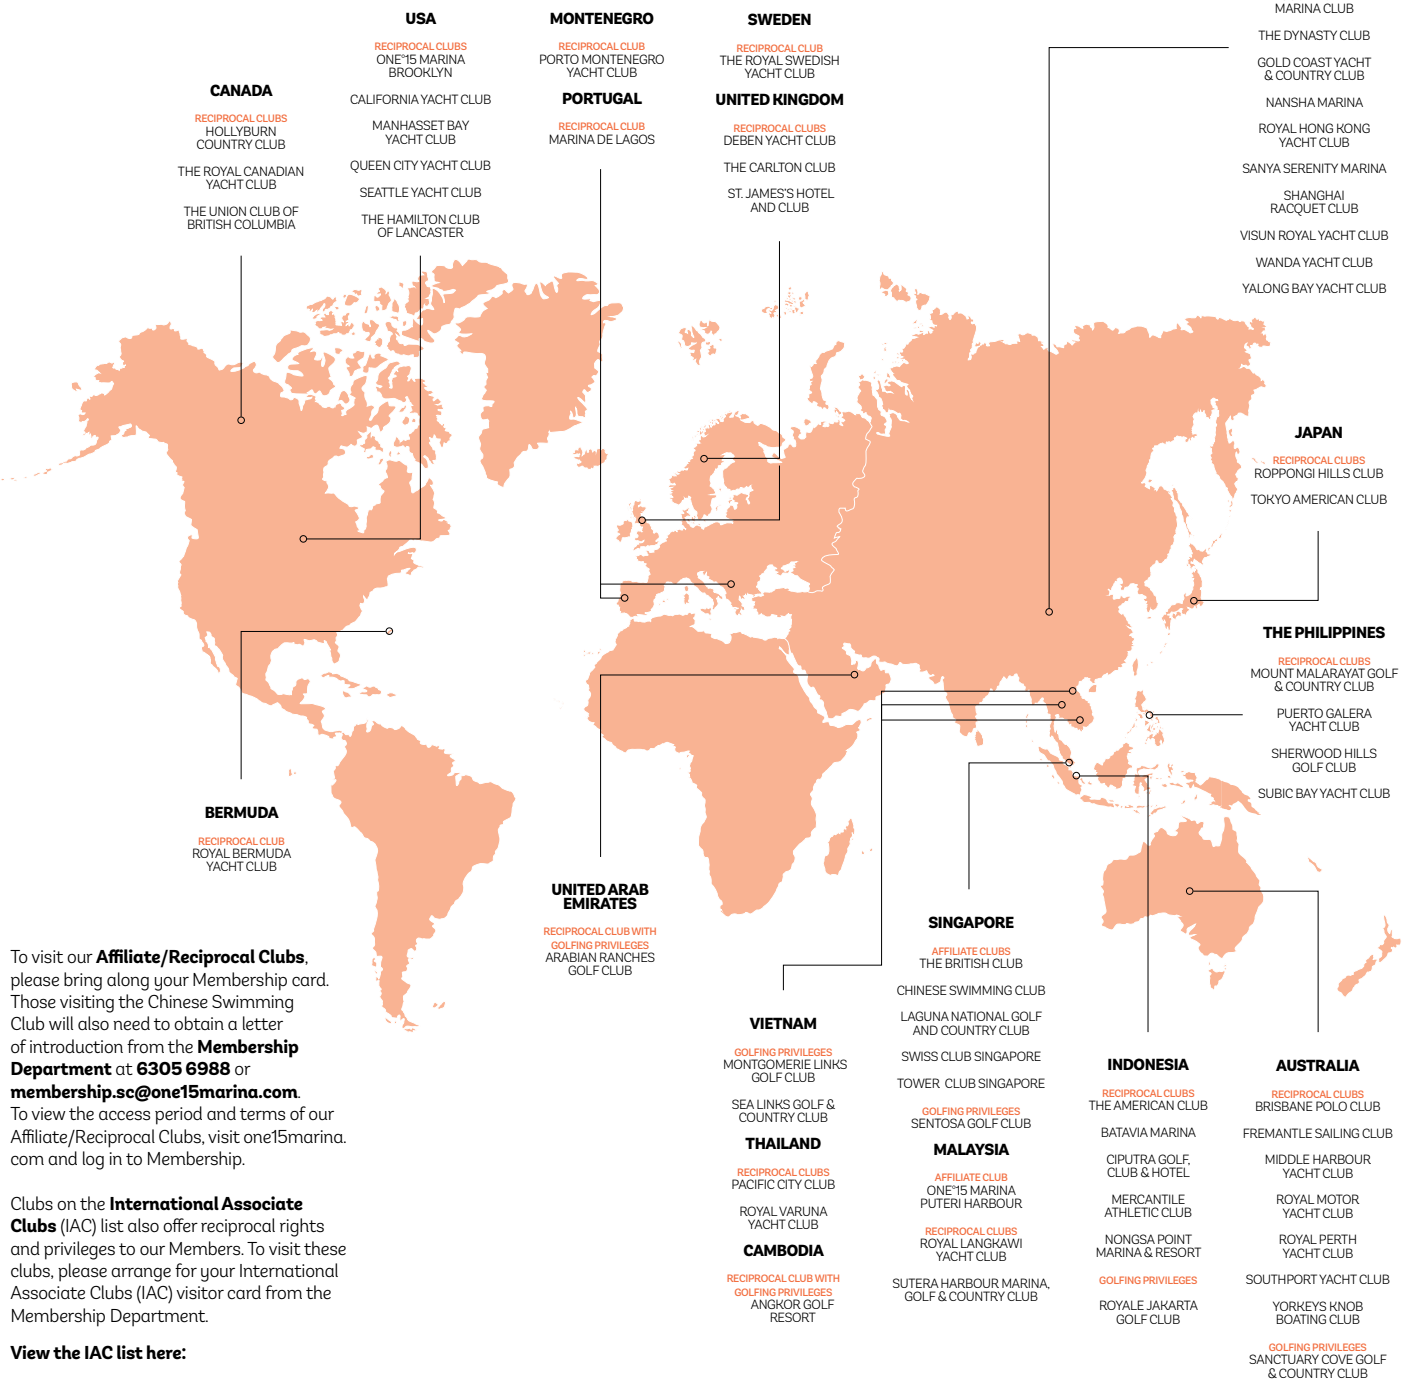 USA
RECIPROCAL CLUBS
ONE°15 MARINA
BROOKLYN
CALIFORNIA YACHT CLUB
MANHASSET BAY
YACHT CLUB
QUEEN CITY YACHT CLUB
SEATTLE YACHT CLUB
THE HAMILTON CLUB
OF LANCASTER
MONTENEGRO
RECIPROCAL CLUB
PORTO MONTENEGRO
YACHT CLUB
PORTUGAL
RECIPROCAL CLUB
MARINA DE LAGOS
SWEDEN
RECIPROCAL CLUB
THE ROYAL SWEDISH
YACHT CLUB
UNITED KINGDOM
RECIPROCAL CLUBS
DEBEN YACHT CLUB
THE CARLTON CLUB
ST. JAMES'S HOTEL
AND CLUB
MARINA CLUB
THE DYNASTY CLUB
GOLD COAST YACHT
& COUNTRY CLUB
NANSHA MARINA
ROYAL HONG KONG
YACHT CLUB
SANYA SERENITY MARINA
SHANGHAI
RACQUET CLUB
VISUN ROYAL YACHT CLUB
WANDA YACHT CLUB
YALONG BAY YACHT CLUB
CANADA
RECIPROCAL CLUBS
HOLLYBURN
COUNTRY CLUB
THE ROYAL CANADIAN
YACHT CLUB
THE UNION CLUB OF
BRITISH COLUMBIA
JAPAN
RECIPROCAL CLUBS
ROPPONGI HILLS CLUB
TOKYO AMERICAN CLUB
THE PHILIPPINES
RECIPROCAL CLUBS
MOUNT MALARAYAT GOLF
& COUNTRY CLUB
PUERTO GALERA
YACHT CLUB
SHERWOOD HILLS
GOLF CLUB
SUBIC BAY YACHT CLUB
BERMUDA
RECIPROCAL CLUB
ROYAL BERMUDA
YACHT CLUB
UNITED ARAB
EMIRATES
RECIPROCAL CLUB WITH
GOLFING PRIVILEGES
ARABIAN RANCHES
GOLF CLUB
To visit our Affiliate/Reciprocal Clubs,
please bring along your Membership card.
Those visiting the Chinese Swimming
Club will also need to obtain a letter
of introduction from the Membership
Department at 6305 6988 or
membership.sc@one15marina.com.
To view the access period and terms of our
Affiliate/Reciprocal Clubs, visit one15marina.
com and log in to Membership.
Clubs on the International Associate
Clubs (IAC) list also offer reciprocal rights
and privileges to our Members. To visit these
clubs, please arrange for your International
Associate Clubs (IAC) visitor card from the
Membership Department.
View the IAC list here:
VIETNAM
GOLFING PRIVILEGES
MONTGOMERIE LINKS
GOLF CLUB
SEA LINKS GOLF &
COUNTRY CLUB
THAILAND
RECIPROCAL CLUBS
PACIFIC CITY CLUB
ROYAL VARUNA
YACHT CLUB
CAMBODIA
RECIPROCAL CLUB WITH
GOLFING PRIVILEGES
ANGKOR GOLF
RESORT
SINGAPORE
AFFILIATE CLUBS
THE BRITISH CLUB
CHINESE SWIMMING CLUB
LAGUNA NATIONAL GOLF
AND COUNTRY CLUB
SWISS CLUB SINGAPORE
TOWER CLUB SINGAPORE
GOLFING PRIVILEGES
SENTOSA GOLF CLUB
MALAYSIA
AFFILIATE CLUB
ONE°15 MARINA
PUTERI HARBOUR
RECIPROCAL CLUBS
ROYAL LANGKAWI
YACHT CLUB
SUTERA HARBOUR MARINA,
GOLF & COUNTRY CLUB
INDONESIA
RECIPROCAL CLUBS
THE AMERICAN CLUB
BATAVIA MARINA
CIPUTRA GOLF,
CLUB & HOTEL
MERCANTILE
ATHLETIC CLUB
NONGSA POINT
MARINA & RESORT
GOLFING PRIVILEGES
ROYALE JAKARTA
GOLF CLUB
AUSTRALIA
RECIPROCAL CLUBS
BRISBANE POLO CLUB
FREMANTLE SAILING CLUB
MIDDLE HARBOUR
YACHT CLUB
ROYAL MOTOR
YACHT CLUB
ROYAL PERTH
YACHT CLUB
SOUTHPORT YACHT CLUB
YORKEYS KNOB
BOATING CLUB
GOLFING PRIVILEGES
SANCTUARY COVE GOLF
& COUNTRY CLUB